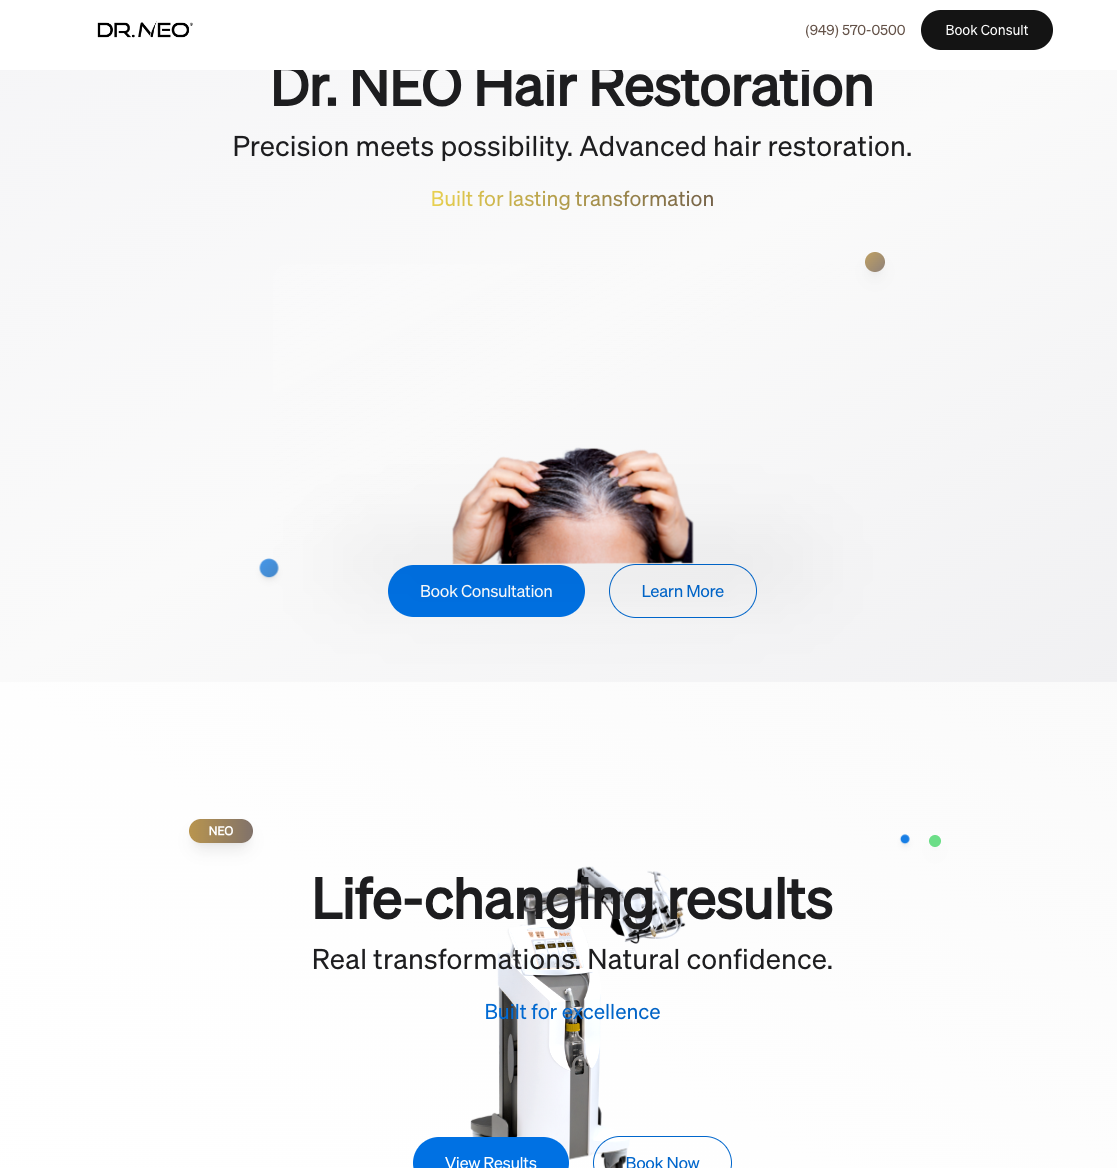 DR.NEO
(949) 570-0500
Book Consult
Dr. NEO Hair Restoration
Precision meets possibility. Advanced hair restoration.
Built for lasting transformation
Book Consultation
Learn More
NEO
Life-changing results
Real transformations. Natural confidence.
Built for excellence
View Results
Book Now